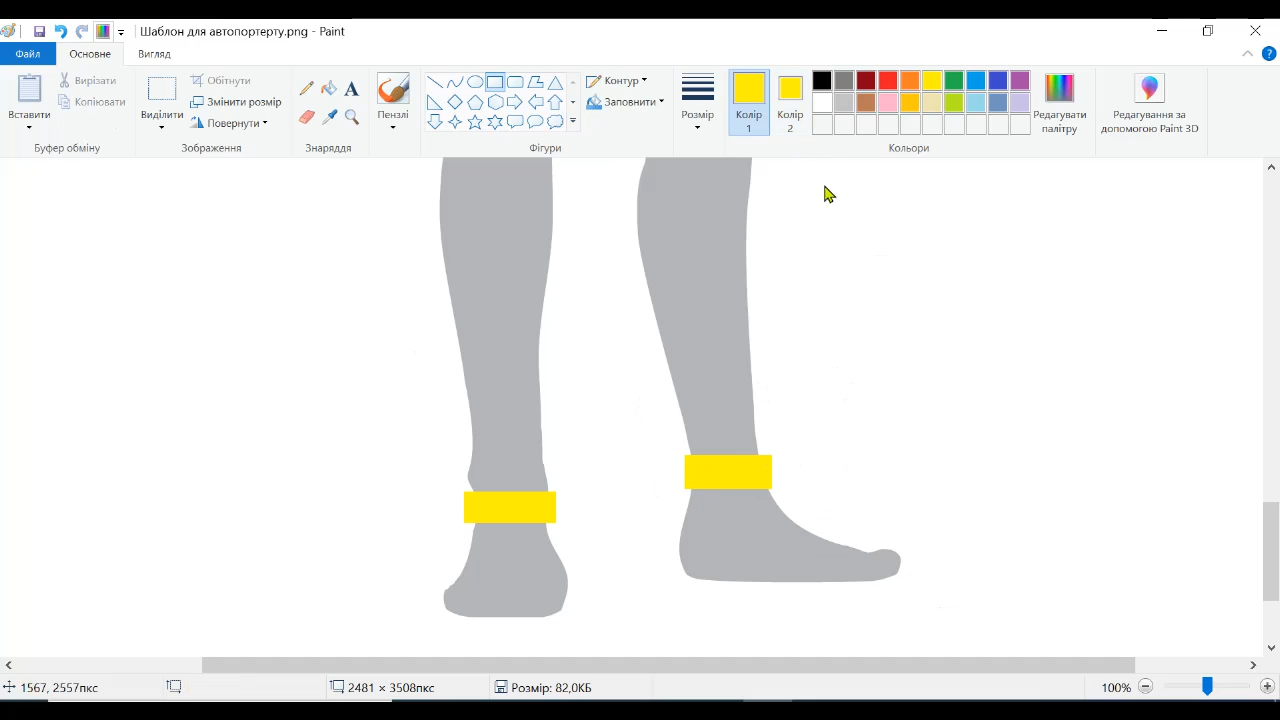 Шаблон для автопортерту.png - Paint
Файл
Основне
Вигляд
Вставити
Вирізати
Копіювати
Буфер обміну
Виділити
Обітнути
Змінити розмір
Повернути
Зображення
A
Знаряддя
Пензлі
Контур
Заповнити
Фігури
Розмір
Колір 1
Колір 2
Кольори
Редагувати палітру
Редагування за допомогою Paint 3D
?
1567, 2557пкс
2481 × 3508пкс
Розмір: 82,0КБ
100%